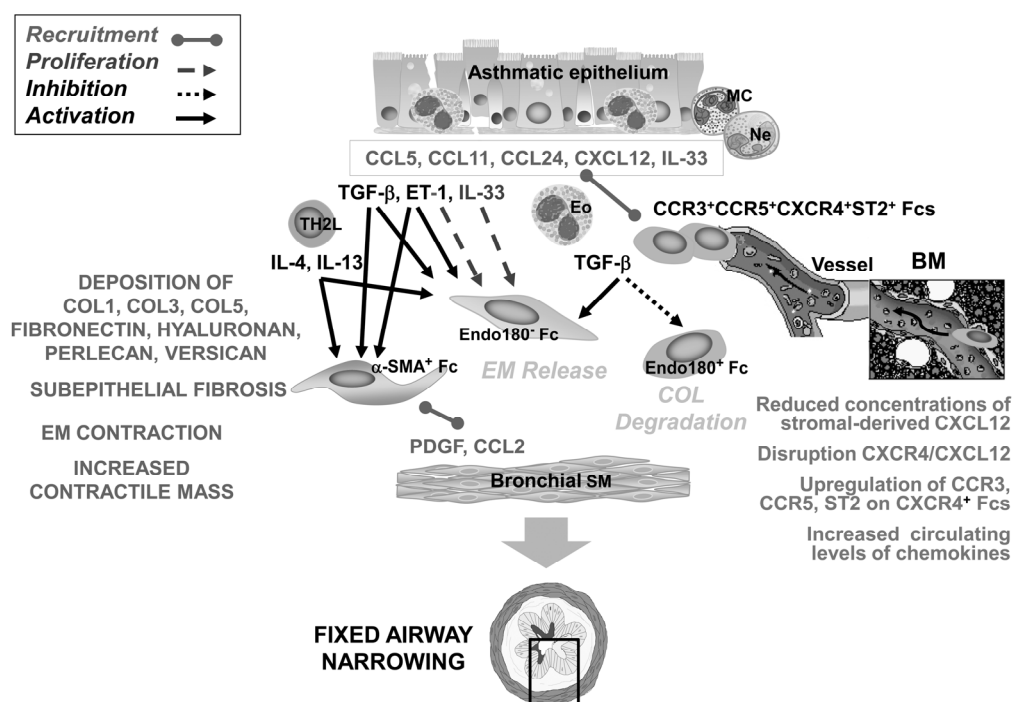 Recruitment
Proliferation
Inhibition
Activation
Asthmatic epithelium
MC
Ne
CCL5, CCL11, CCL24, CXCL12, IL-33
TGF-β, ET-1, IL-33
Eo
CCR3⁺CCR5⁺CXCR4⁺ST2⁺ Fcs
TH2L
IL-4, IL-13
TGF-β
Vessel
BM
DEPOSITION OF
COL1, COL3, COL5,
FIBRONECTIN, HYALURONAN,
PERLECAN, VERSICAN
Endo180⁻ Fc
α-SMA⁺ Fc
EM Release
Endo180⁺ Fc
COL
Degradation
SUBEPITHELIAL FIBROSIS
EM CONTRACTION
INCREASED
CONTRACTILE MASS
PDGF, CCL2
Bronchial SM
Reduced concentrations of
stromal-derived CXCL12
Disruption CXCR4/CXCL12
Upregulation of CCR3,
CCR5, ST2 on CXCR4⁺ Fcs
Increased circulating
levels of chemokines
FIXED AIRWAY
NARROWING